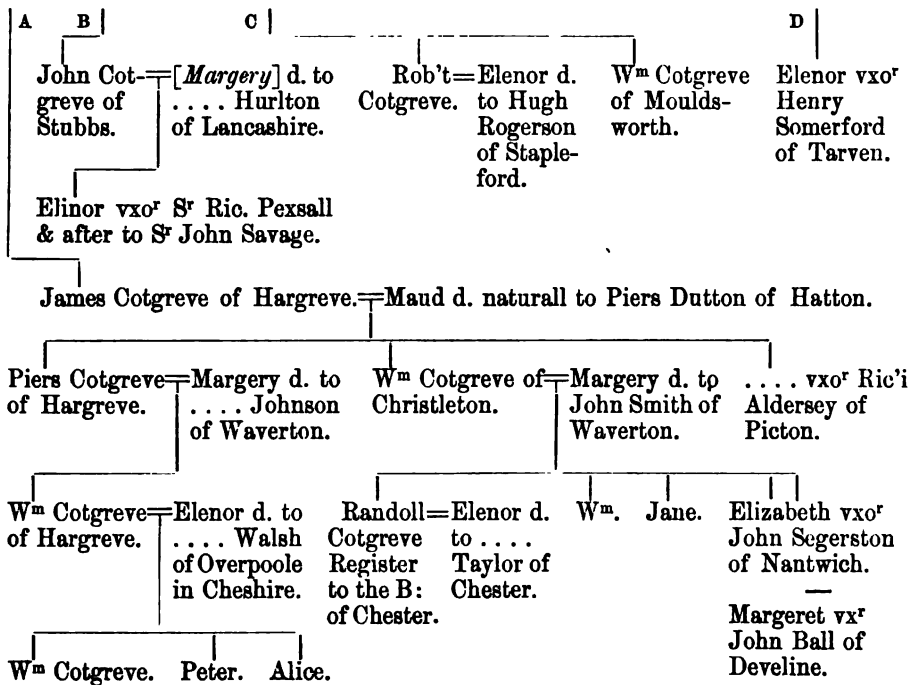 A B C D
John Cot-
greve of
Stubbs.
[Margery] d. to
.... Hurlton
of Lancashire.
Rob't
Cotgreve.
Elenor d.
to Hugh
Rogerson
of Staple-
ford.
Wm Cotgreve
of Moulds-
worth.
Elenor vxor
Henry
Somerford
of Tarven.
Elinor vxor Sr Ric. Pexsall
& after to Sr John Savage.
James Cotgreve of Hargreve. Maud d. naturall to Piers Dutton of Hatton.
Piers Cotgreve
of Hargreve.
Margery d. to
.... Johnson
of Waverton.
Wm Cotgreve of
Christleton.
Margery d. to
John Smith of
Waverton.
.... vxor Ric'i
Aldersey of
Picton.
Wm Cotgreve
of Hargreve.
Elenor d. to
.... Walsh
of Overpoole
in Cheshire.
Randoll
Cotgreve
Register
to the B:
of Chester.
Elenor d.
to ....
Taylor of
Chester.
Wm.
Jane.
Elizabeth vxor
John Segerston
of Nantwich.
—
Margeret vxr
John Ball of
Develine.
Wm Cotgreve. Peter. Alice.